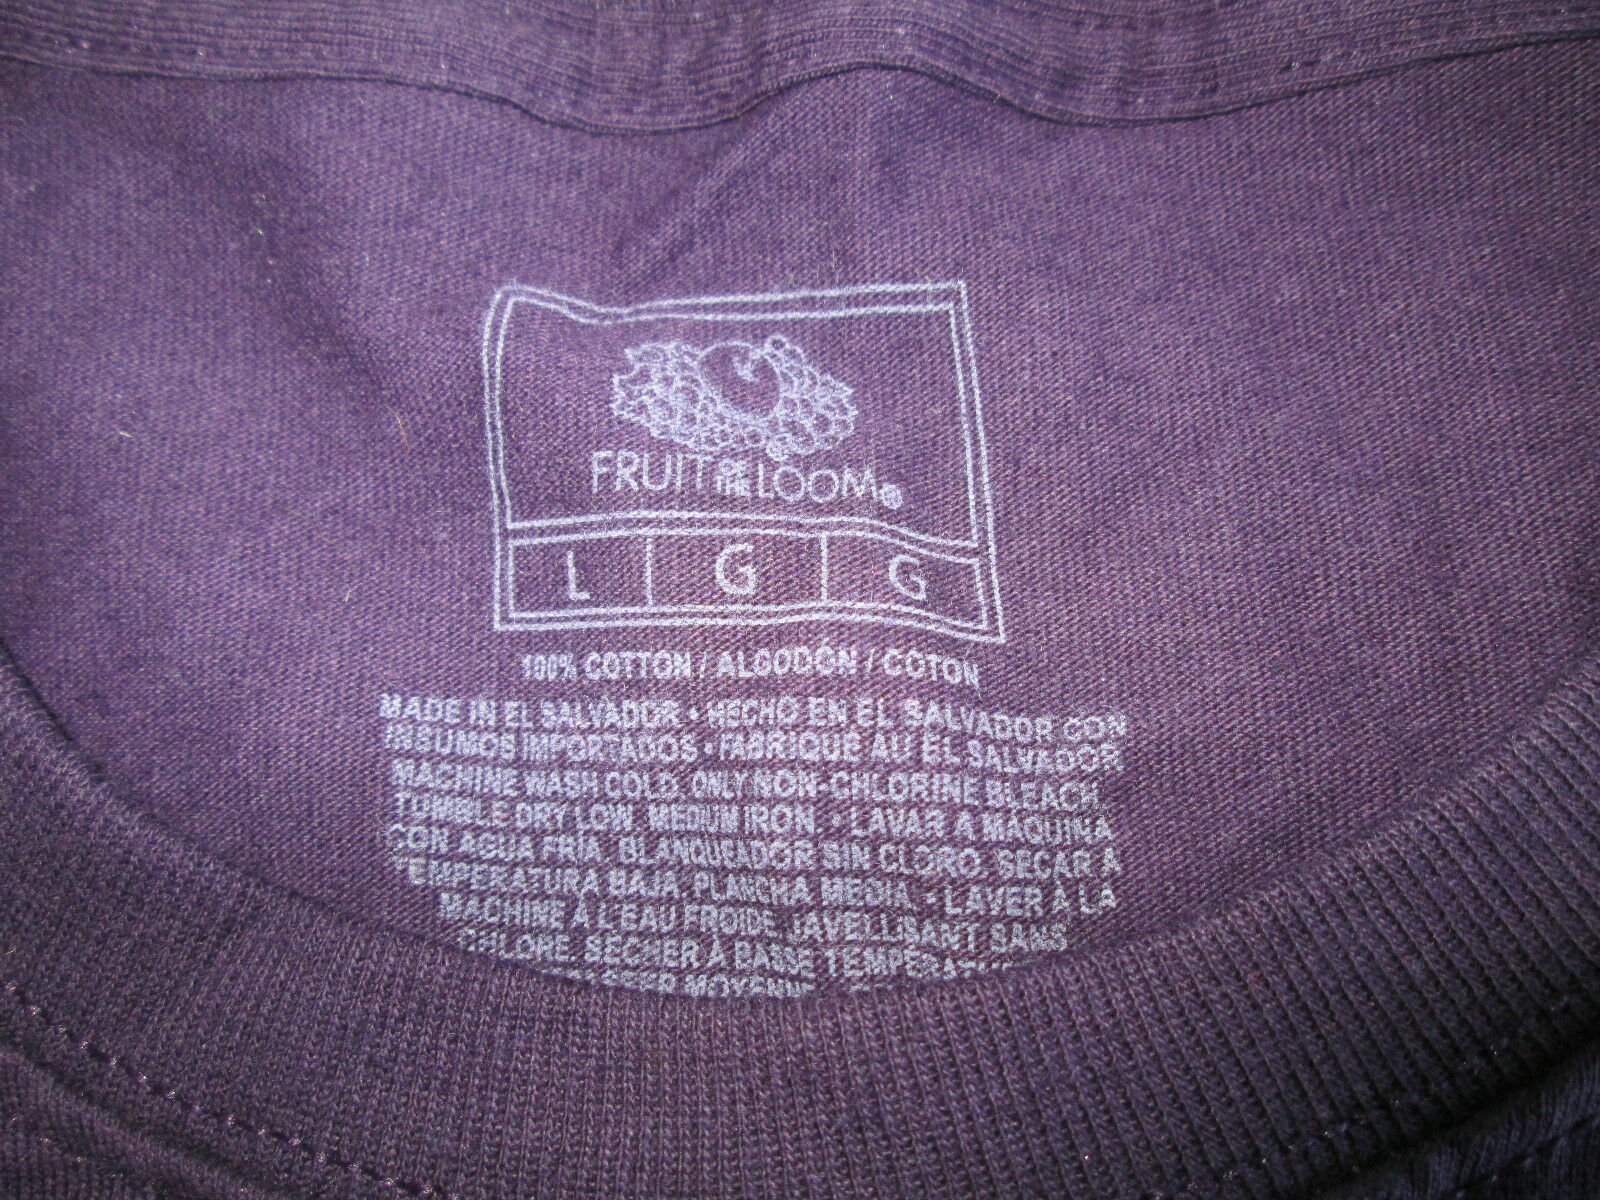 FRUIT OF THE LOOM®
L G G
100% COTTON / ALGODÓN / COTON
MADE IN EL SALVADOR • HECHO EN EL SALVADOR CON
INSUMOS IMPORTADOS • FABRIQUE AU EL SALVADOR
MACHINE WASH COLD. ONLY NON-CHLORINE BLEACH.
TUMBLE DRY LOW. MEDIUM IRON. • LAVAR A MAQUINA
CON AGUA FRIA. BLANQUEADOR SIN CLORO. SECAR A
TEMPERATURA BAJA. PLANCHA MEDIA. • LAVER À LA
MACHINE À L'EAU FROIDE. JAVELLISANT SANS
CHLORE. SÉCHER À BASSE
MOYENNE